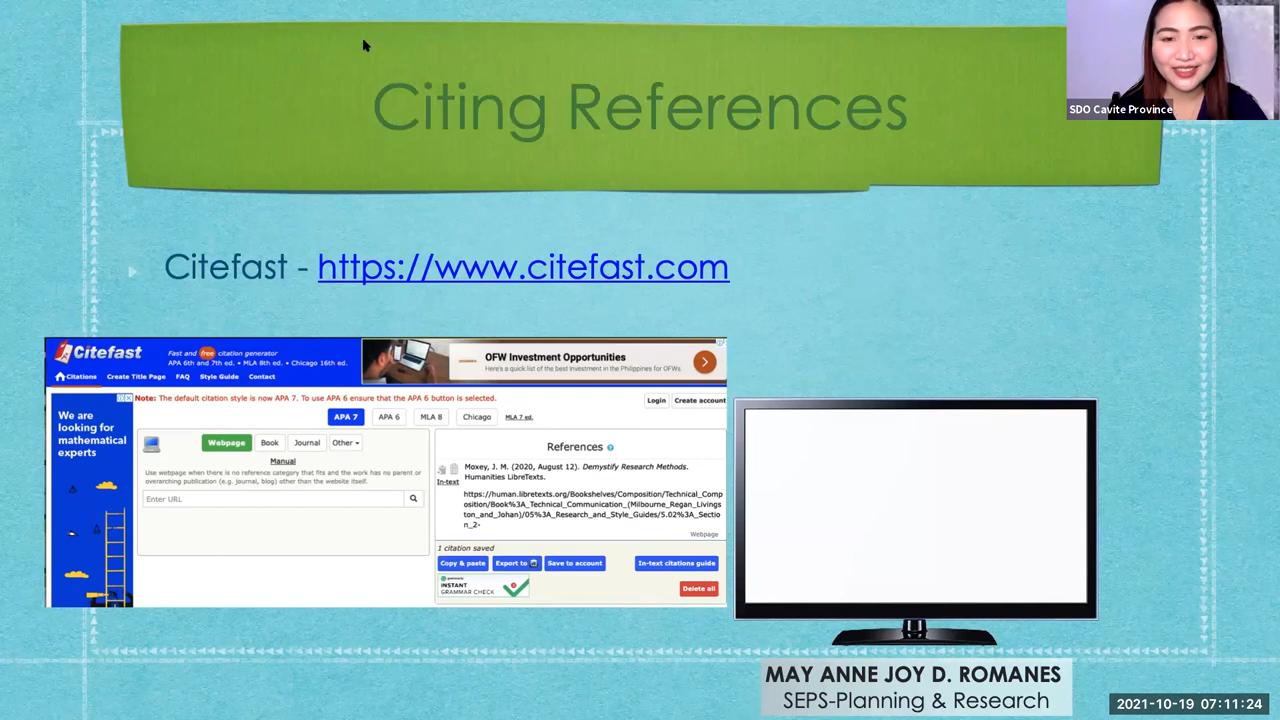 Citing References
SDO Cavite Province
Citefast - https://www.citefast.com
Citefast
Fast and free citation generator
APA 6th and 7th ed. • MLA 8th ed. • Chicago 16th ed.
Citations Create Title Page FAQ Style Guide Contact
OFW Investment Opportunities
Here's a quick list of the best investment in the Philippines for OFWs.
We are
looking for
mathematical
experts
Note: The default citation style is now APA 7. To use APA 6 ensure that the APA 6 button is selected.
Login Create account
APA 7 APA 6 MLA 8 Chicago MLA 7 ed.
Webpage Book Journal Other
Manual
Use webpage when there is no reference category that fits and the work has no parent or
overarching publication (e.g. journal, blog) other than the website itself.
Enter URL
References
In-text
Moxey, J. M. (2020, August 12). Demystify Research Methods.
Humanities LibreTexts.
https://human.libretexts.org/Bookshelves/Composition/Technical_Comp
osition/Book%3A_Technical_Communication_(Milbourne_Regan_Livings
ton_and_Johan)/05%3A_Research_and_Style_Guides/5.02%3A_Sectio
n_2-
Webpage
1 citation saved
Copy & paste Export to Save to account In-text citations guide
grammarly
INSTANT
GRAMMAR CHECK
Delete all
MAY ANNE JOY D. ROMANES
SEPS-Planning & Research
2021-10-19 07:11:24